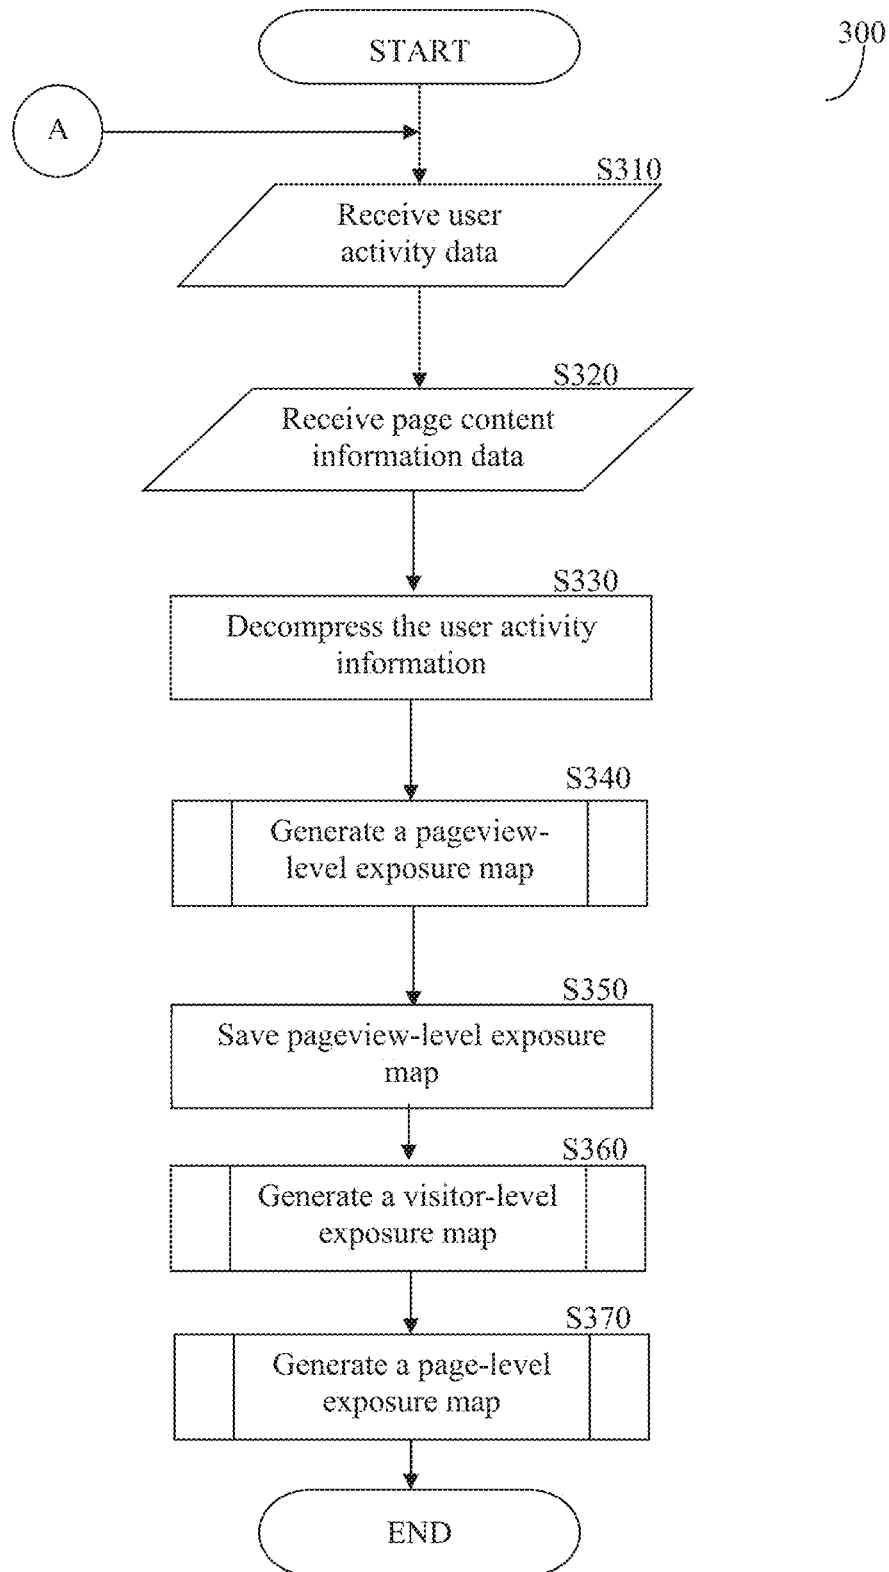 START
300
A
S310
Receive user
activity data
S320
Receive page content
information data
S330
Decompress the user activity
information
S340
Generate a pageview-
level exposure map
S350
Save pageview-level exposure
map
S360
Generate a visitor-level
exposure map
S370
Generate a page-level
exposure map
END